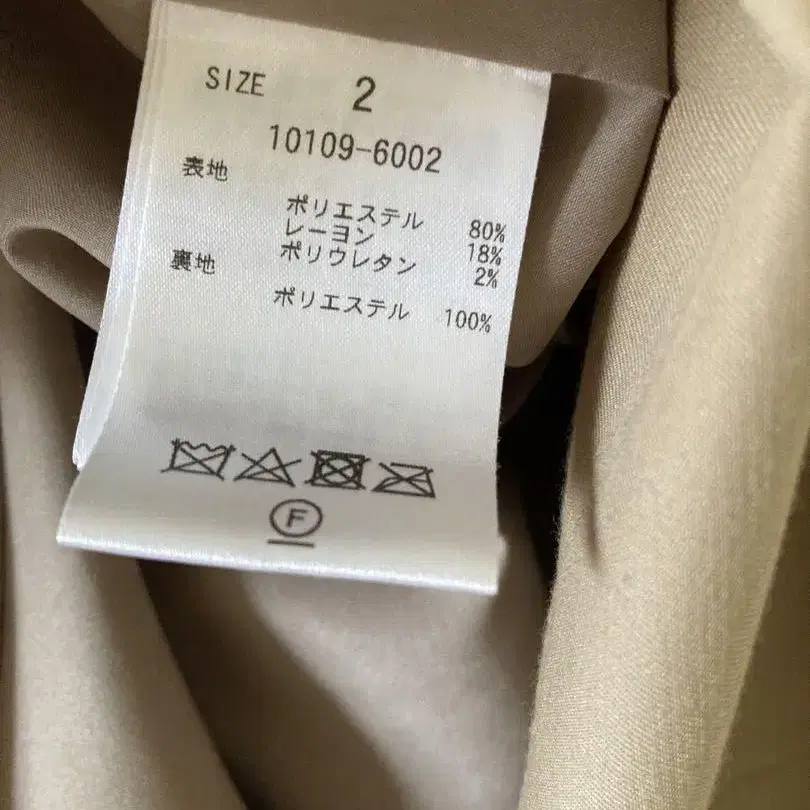 SIZE 2
10109-6002
表地
ポリエステル 80%
レーヨン 18%
ポリウレタン 2%
裏地
ポリエステル 100%
F